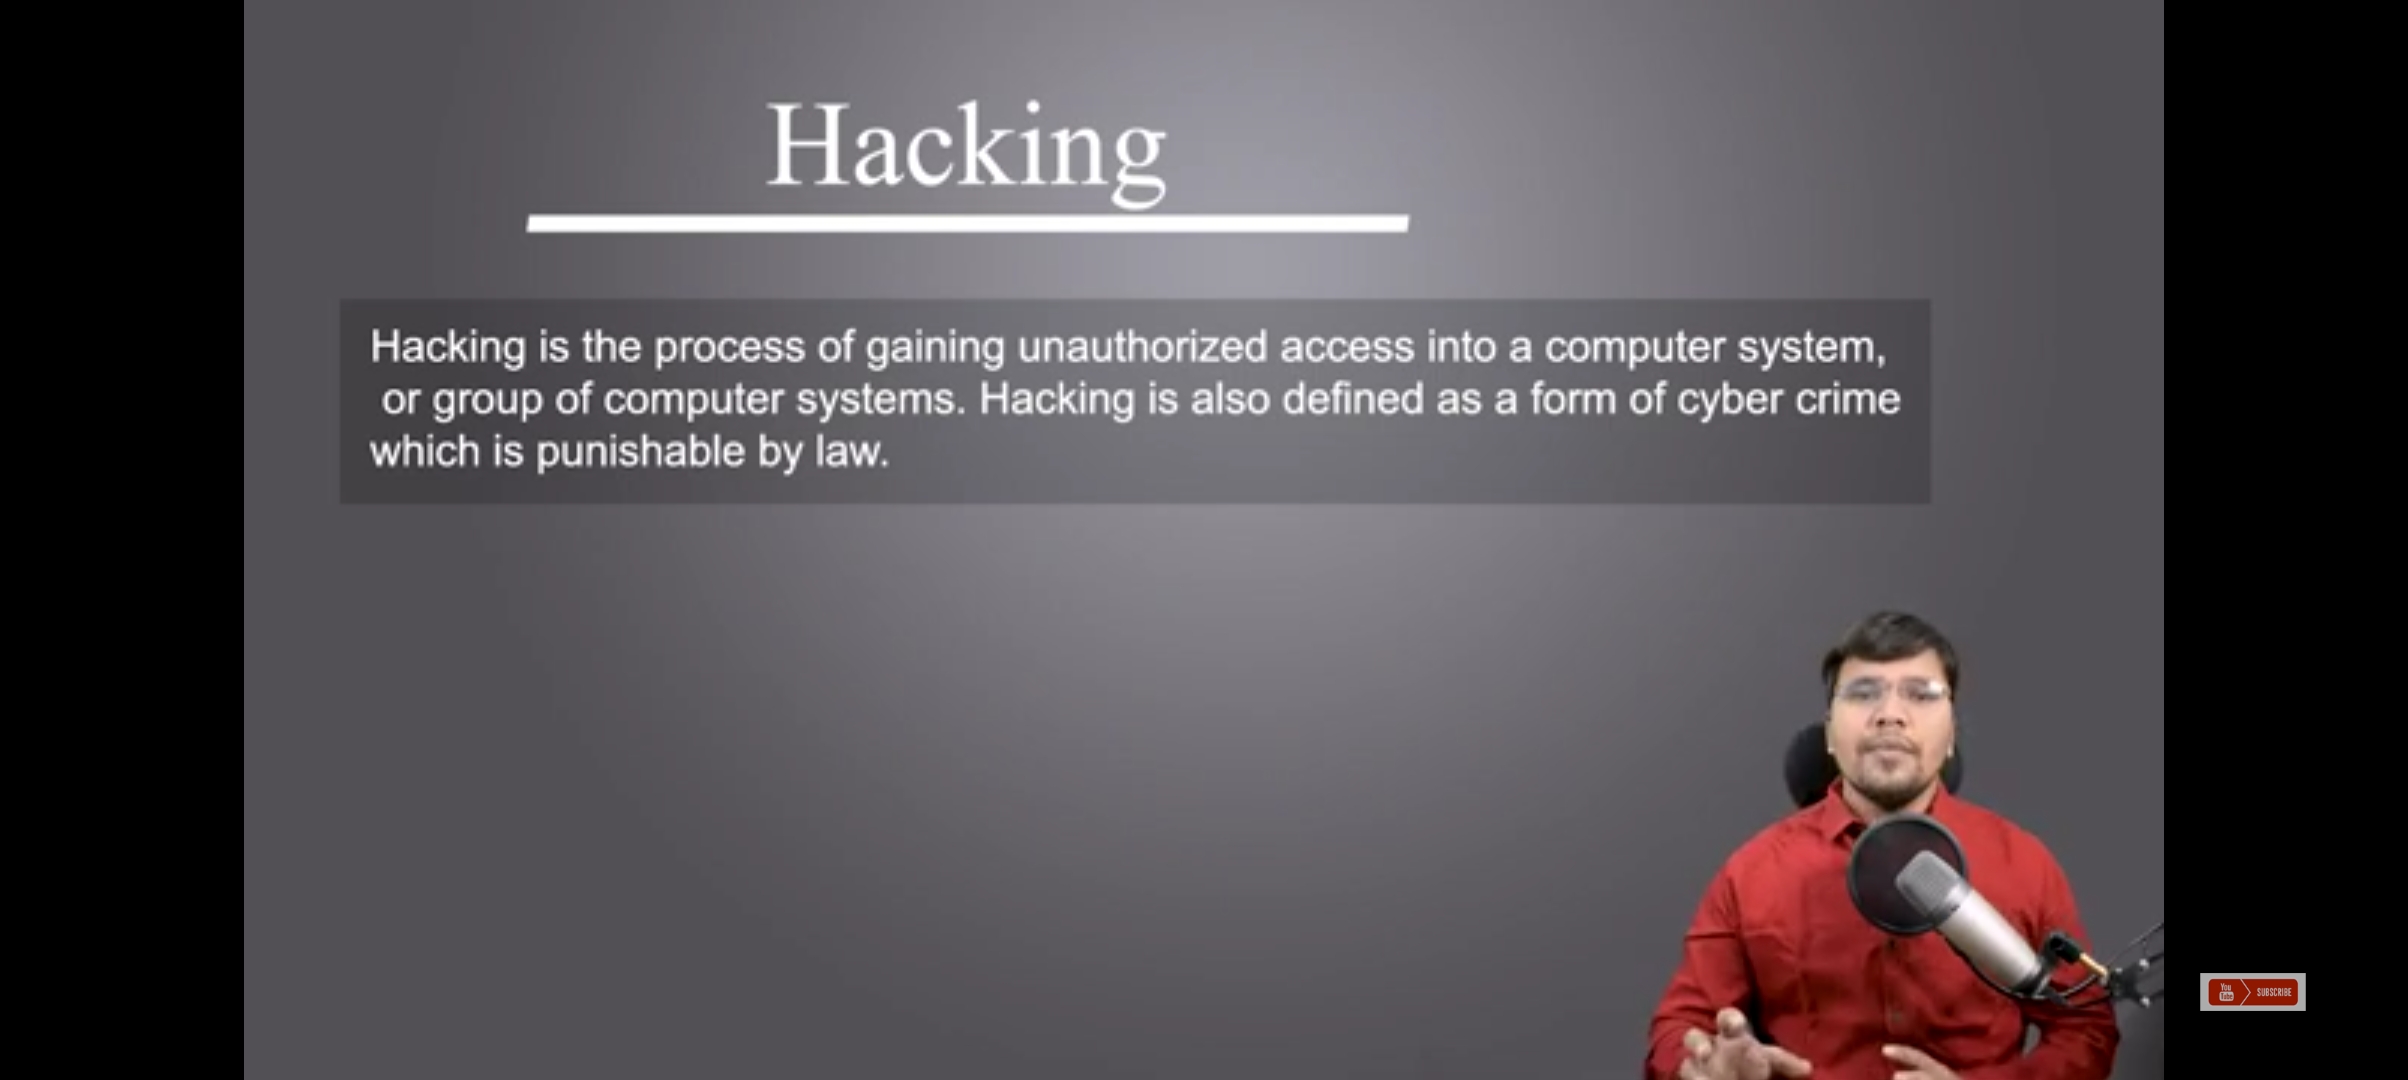 Hacking
Hacking is the process of gaining unauthorized access into a computer system,
or group of computer systems. Hacking is also defined as a form of cyber crime
which is punishable by law.
You
Tube
SUBSCRIBE